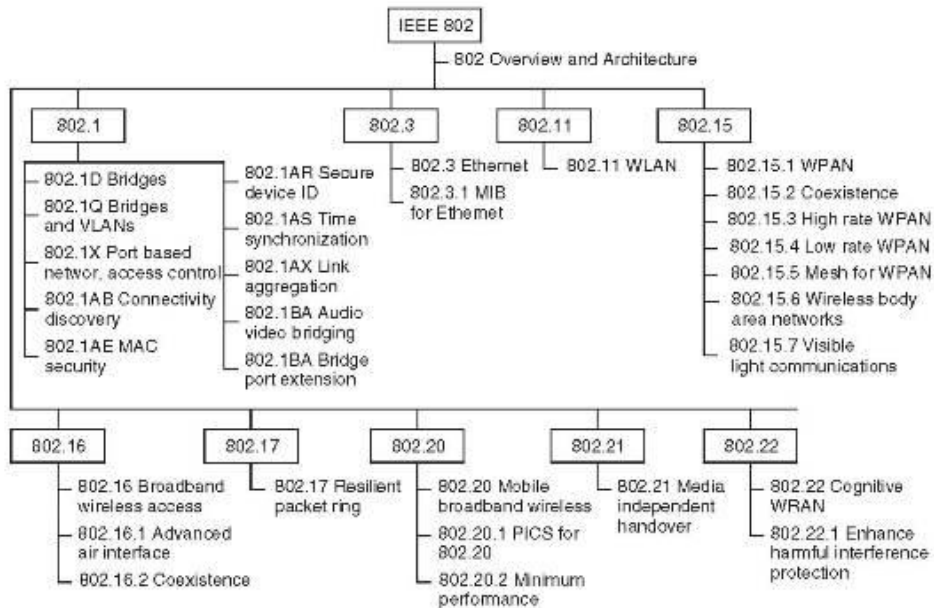 IEEE 802
802 Overview and Architecture
802.1
802.3
802.11
802.15
802.1D Bridges
802.1Q Bridges
and VLANs
802.1X Port based
networ, access control
802.1AB Connectivity
discovery
802.1AE MAC
security
802.1AR Secure
device ID
802.1AS Time
synchronization
802.1AX Link
aggregation
802.1BA Audio
video bridging
802.1BA Bridge
port extension
802.3 Ethernet
802.3.1 MIB
for Ethernet
802.11 WLAN
802.15.1 WPAN
802.15.2 Coexistence
802.15.3 High rate WPAN
802.15.4 Low rate WPAN
802.15.5 Mesh for WPAN
802.15.6 Wireless body
area networks
802.15.7 Visible
light communications
802.16
802.17
802.20
802.21
802.22
802.16 Broadband
wireless access
802.16.1 Advanced
air interface
802.16.2 Coexistence
802.17 Resilient
packet ring
802.20 Mobile
broadband wireless
802.20.1 PICS for
802.20
802.20.2 Minimum
performance
802.21 Media
independent
handover
802.22 Cognitive
WRAN
802.22.1 Enhance
harmful interference
protection